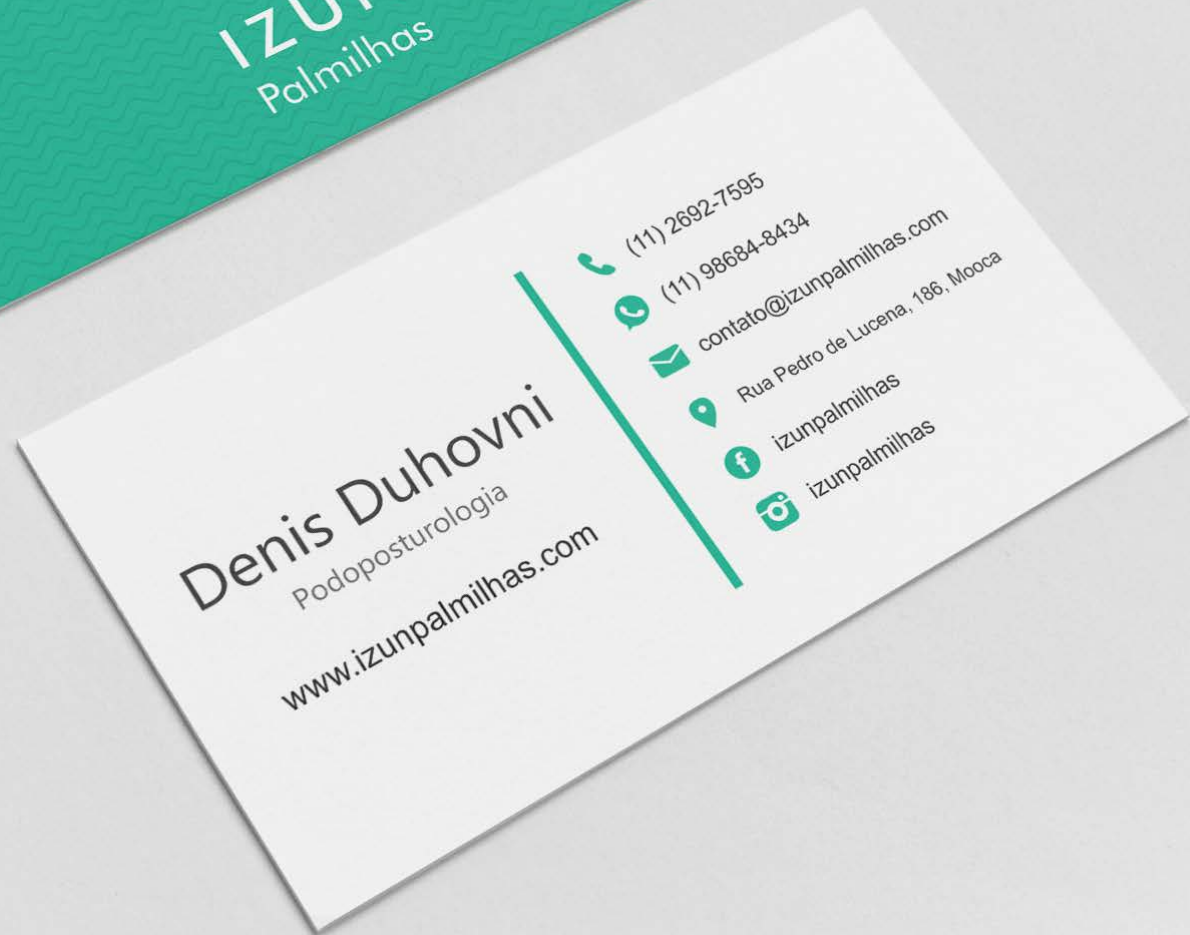 Palmilhas
Denis Duhovni
Podoposturologia
www.izunpalmilhas.com
(11) 2692-7595
(11) 98684-8434
contato@izunpalmilhas.com
Rua Pedro de Lucena, 186, Mooca
izunpalmilhas
izunpalmilhas